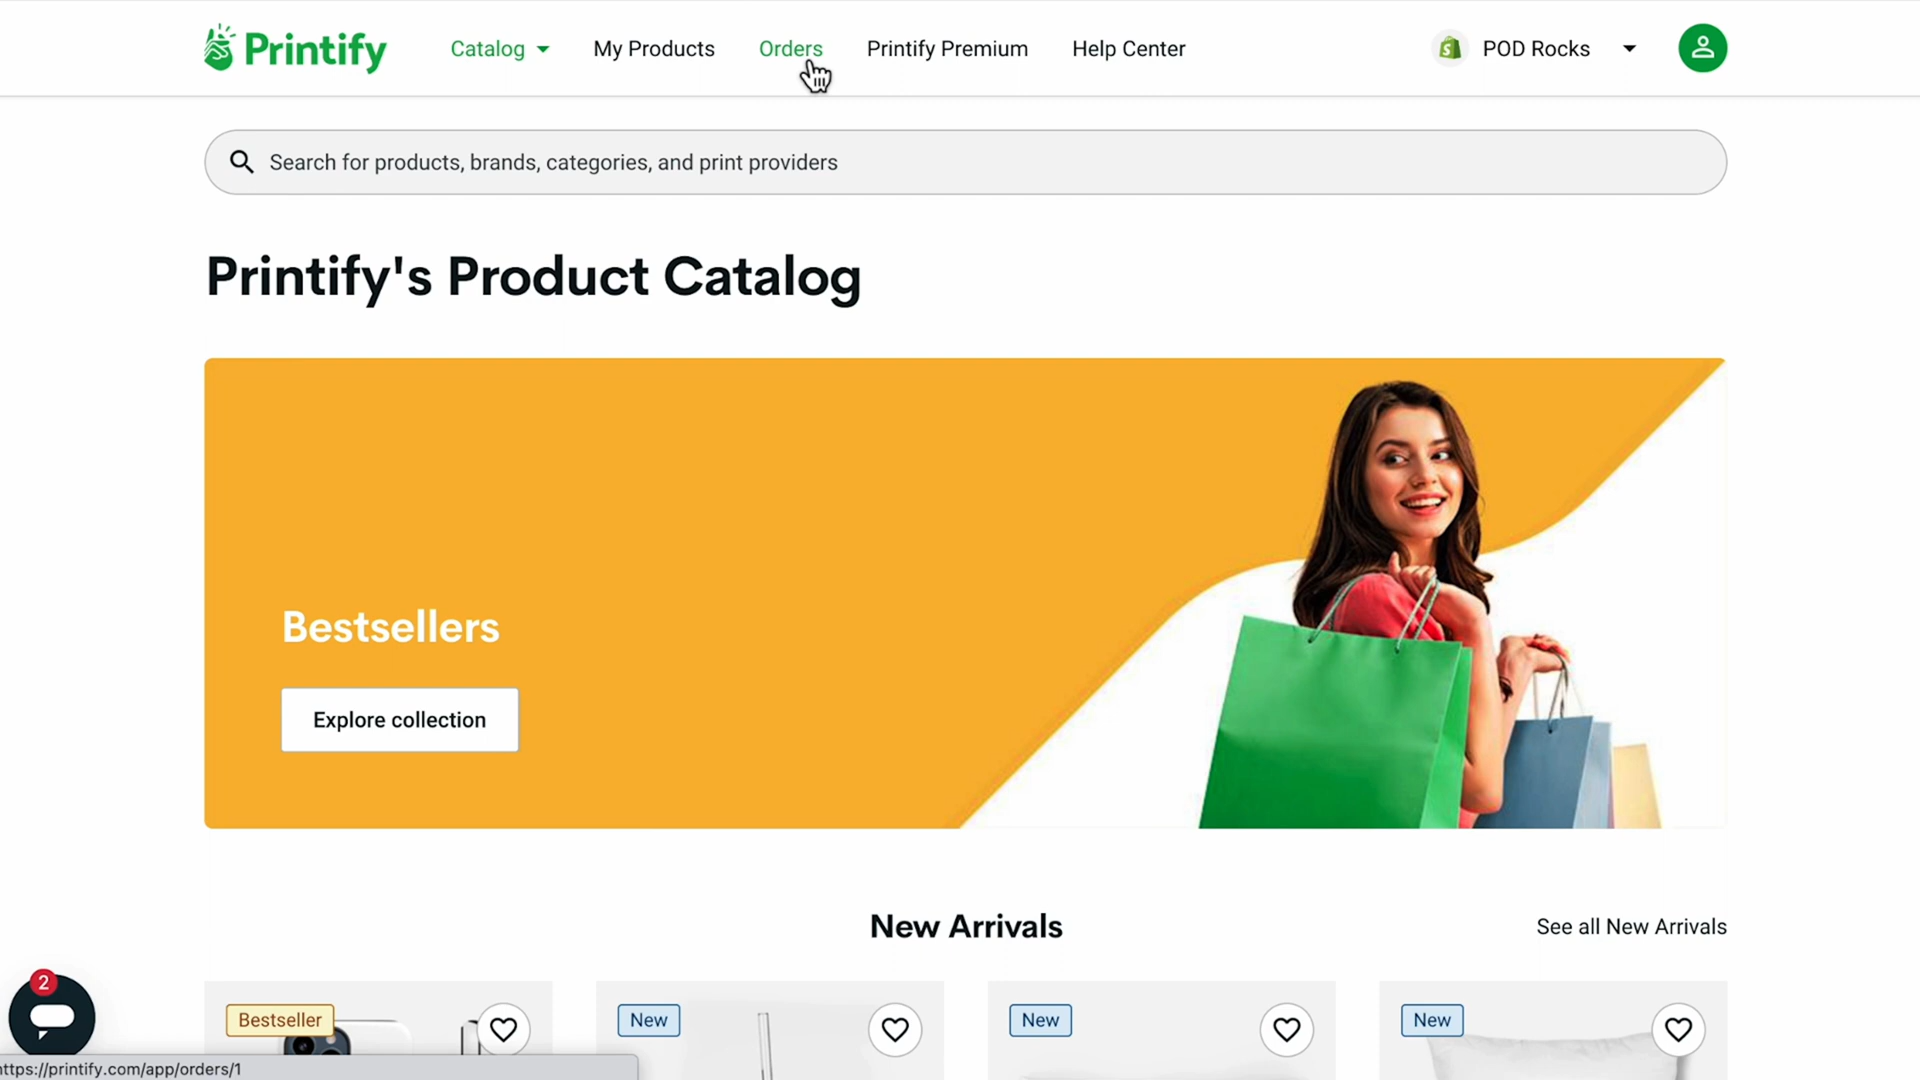 Printify
Catalog
My Products
Orders
Printify Premium
Help Center
POD Rocks
Search for products, brands, categories, and print providers
Printify's Product Catalog
Bestsellers
Explore collection
New Arrivals
See all New Arrivals
2
Bestseller
New
New
New
ttps://printify.com/app/orders/1